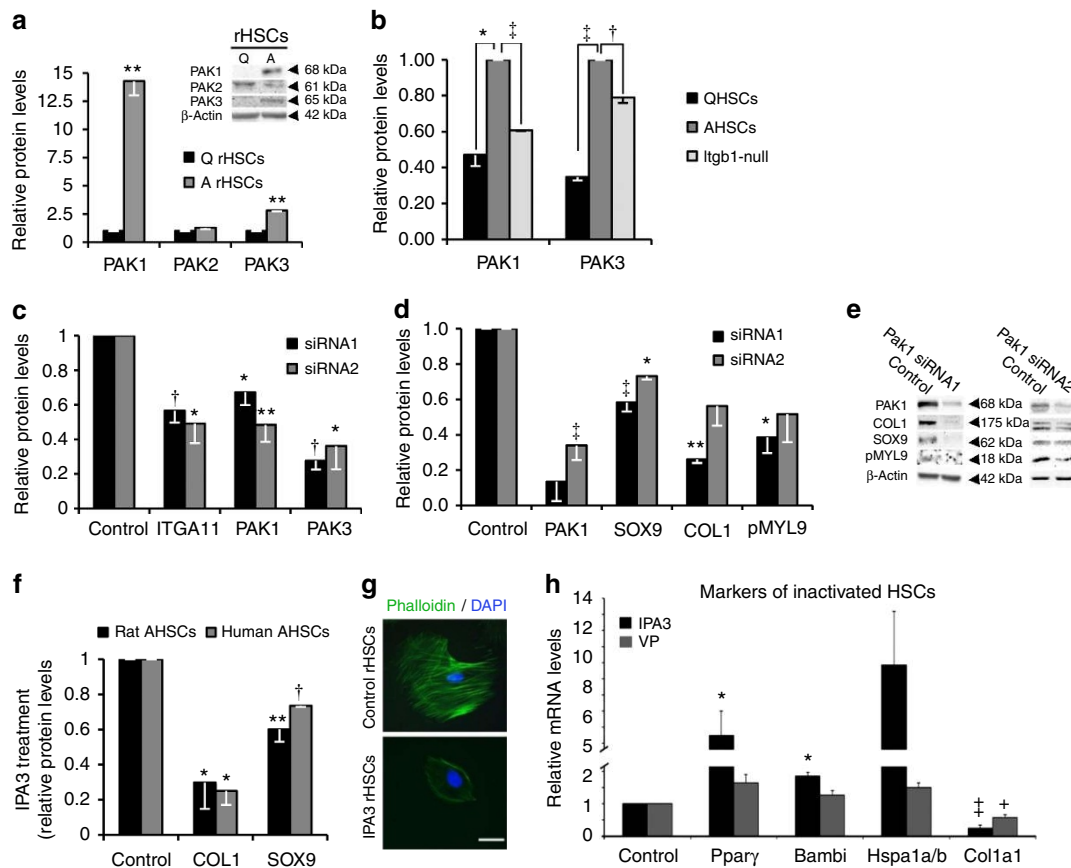 a
rHSCs
Q A
PAK1 68 kDa
PAK2 61 kDa
PAK3 65 kDa
β-Actin 42 kDa
Relative protein levels
15
12.5
10
7.5
5
2.5
0
**
**
Q rHSCs
A rHSCs
PAK1 PAK2 PAK3
b
Relative protein levels
1.00
0.80
0.60
0.40
0.20
0.00
* ‡ ‡ †
QHSCs
AHSCs
Itgb1-null
PAK1 PAK3
c
Relative protein levels
1
0.8
0.6
0.4
0.2
0
siRNA1
siRNA2
† * * ** † *
Control ITGA11 PAK1 PAK3
d
Relative protein levels
1.0
0.8
0.6
0.4
0.2
0.0
siRNA1
siRNA2
‡ ‡ * ** *
Control PAK1 SOX9 COL1 pMYL9
e
Pak1 siRNA1
Control
Pak1 siRNA2
Control
PAK1 68 kDa
COL1 175 kDa
SOX9 62 kDa
pMYL9 18 kDa
β-Actin 42 kDa
f
IPA3 treatment
(relative protein levels)
1
0.8
0.6
0.4
0.2
0
Rat AHSCs Human AHSCs
* * ** †
Control COL1 SOX9
g
Phalloidin / DAPI
Control rHSCs
IPA3 rHSCs
h
Markers of inactivated HSCs
Relative mRNA levels
14
12
10
8
6
4
2
1
0
IPA3
VP
* * ‡ +
Control Pparγ Bambi Hspa1a/b Col1a1